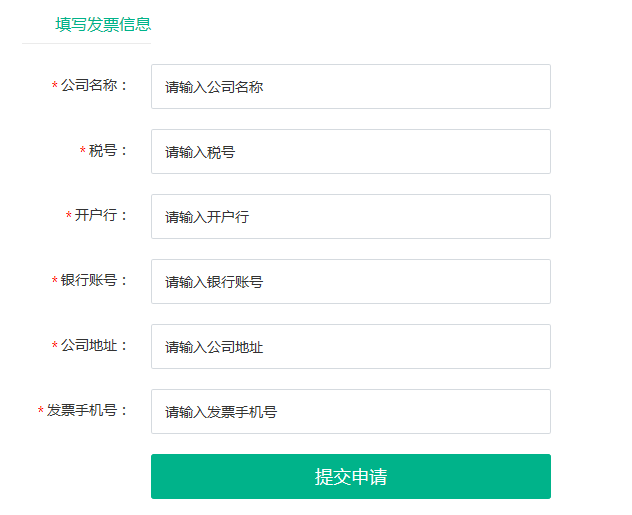 填写发票信息
*公司名称： 请输入公司名称
*税号： 请输入税号
*开户行： 请输入开户行
*银行账号： 请输入银行账号
*公司地址： 请输入公司地址
*发票手机号： 请输入发票手机号
提交申请